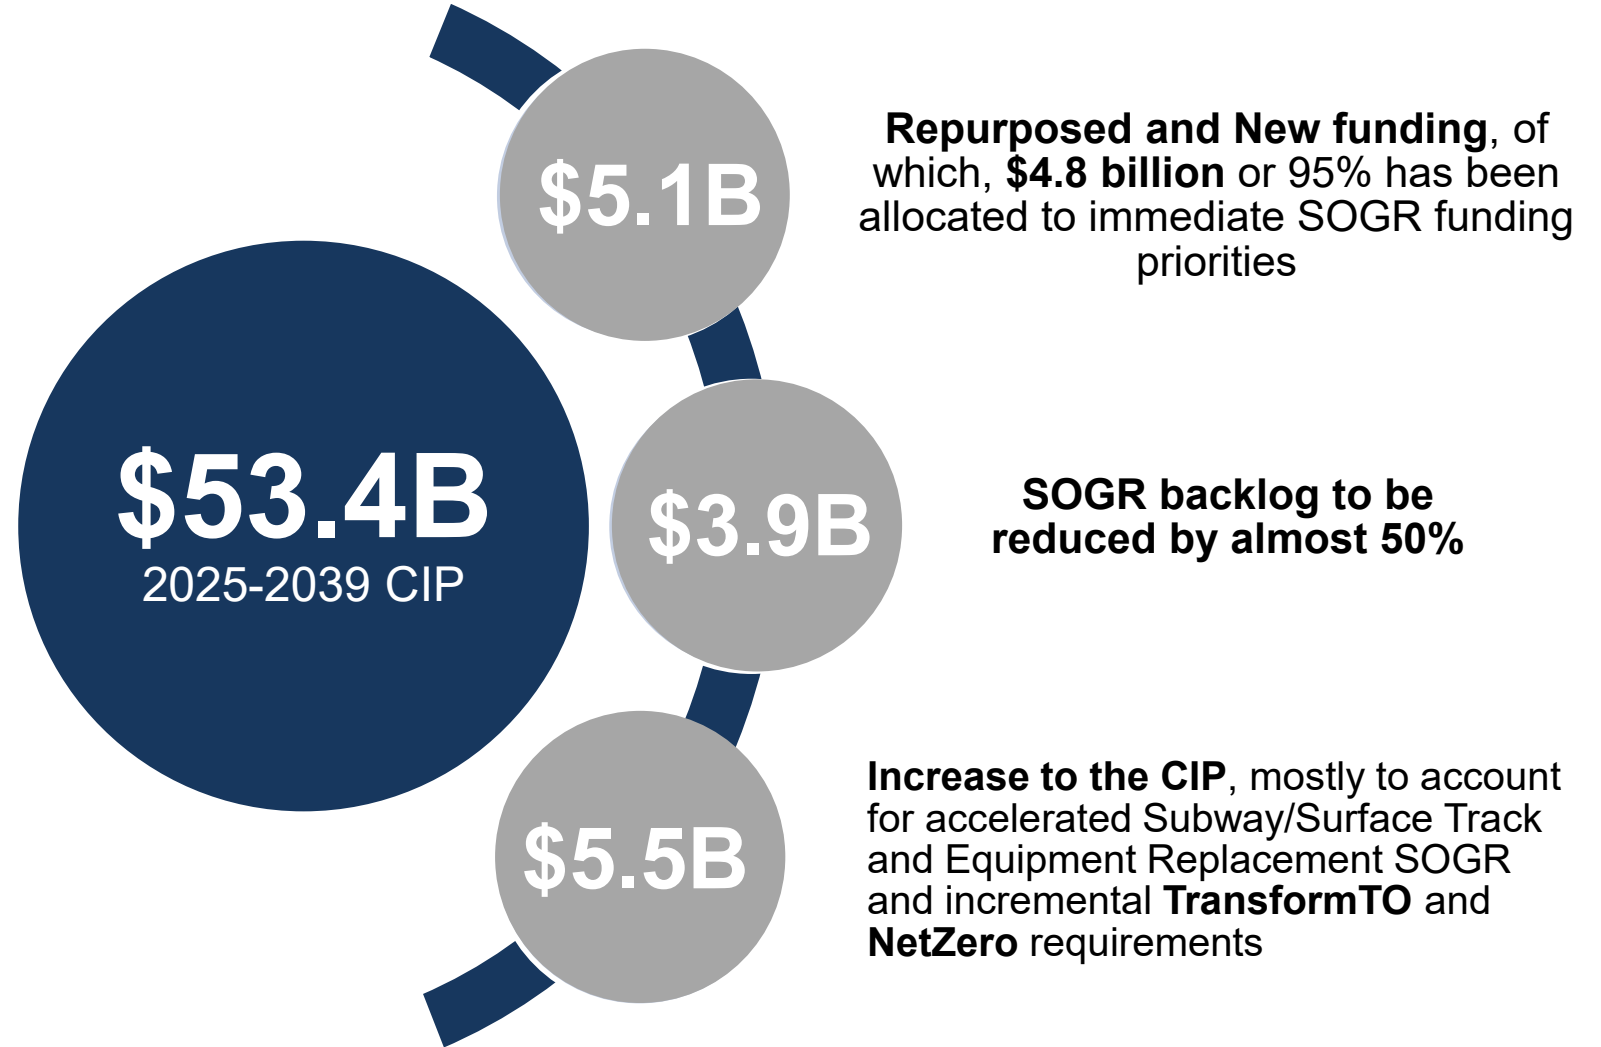 $53.4B
2025-2039 CIP
$5.1B
Repurposed and New funding, of
which, $4.8 billion or 95% has been
allocated to immediate SOGR funding
priorities
$3.9B
SOGR backlog to be
reduced by almost 50%
$5.5B
Increase to the CIP, mostly to account
for accelerated Subway/Surface Track
and Equipment Replacement SOGR
and incremental TransformTO and
NetZero requirements